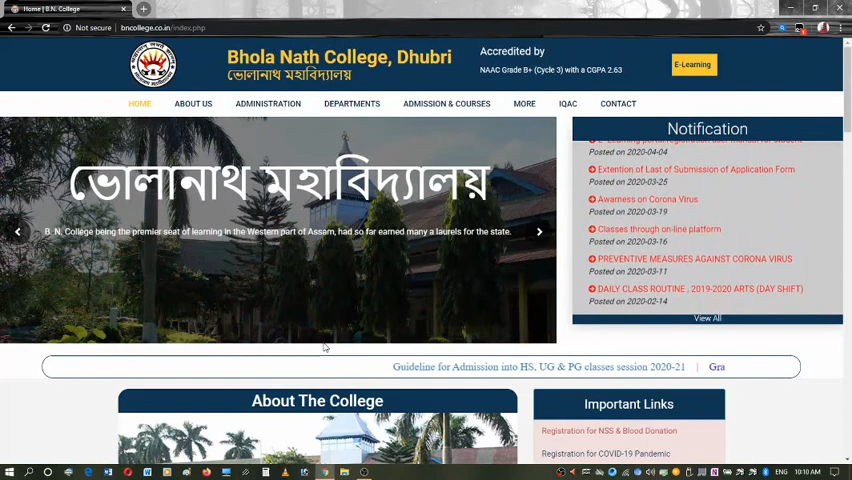 Home | B.N. College
Not secure | bncollege.co.in/index.php
Bhola Nath College, Dhubri
ভোলানাথ মহাবিদ্যালয়
Accredited by
NAAC Grade B+ (Cycle 3) with a CGPA 2.63
E-Learning
HOME ABOUT US ADMINISTRATION DEPARTMENTS ADMISSION & COURSES MORE IQAC CONTACT
ভোলানাথ মহাবিদ্যালয়
B. N. College being the premier seat of learning in the Western part of Assam, had so far earned many a laurels for the state.
Notification
Posted on 2020-04-04
Extention of Last of Submission of Application Form
Posted on 2020-03-25
Awarness on Corona Virus
Posted on 2020-03-19
Classes through on-line platform
Posted on 2020-03-16
PREVENTIVE MEASURES AGAINST CORONA VIRUS
Posted on 2020-03-11
DAILY CLASS ROUTINE , 2019-2020 ARTS (DAY SHIFT)
Posted on 2020-02-14
View All
Guideline for Admission into HS, UG & PG classes session 2020-21 | Gra
About The College
Important Links
Registration for NSS & Blood Donation
Registration for COVID-19 Pandemic
ENG 10:10 AM